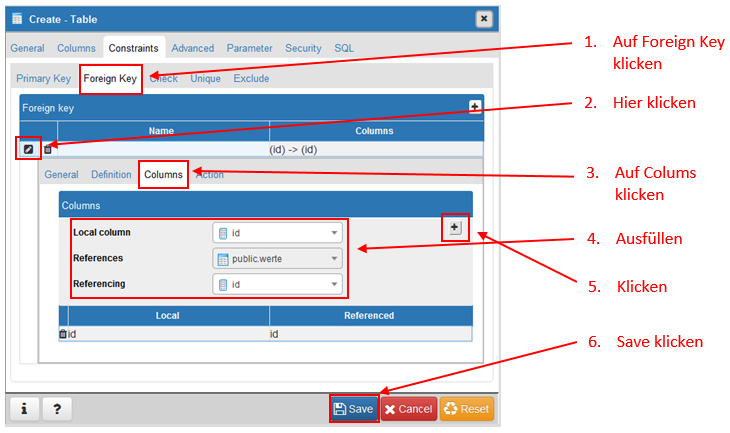 Create - Table
General Columns Constraints Advanced Parameter Security SQL
Primary Key Foreign Key Check Unique Exclude
Foreign key
Name Columns
(id) -> (id)
General Definition Columns Action
Columns
Local column id
References public.werte
Referencing id
Local Referenced
id id
i ? Save Cancel Reset
1. Auf Foreign Key
klicken
2. Hier klicken
3. Auf Colums
klicken
4. Ausfüllen
5. Klicken
6. Save klicken